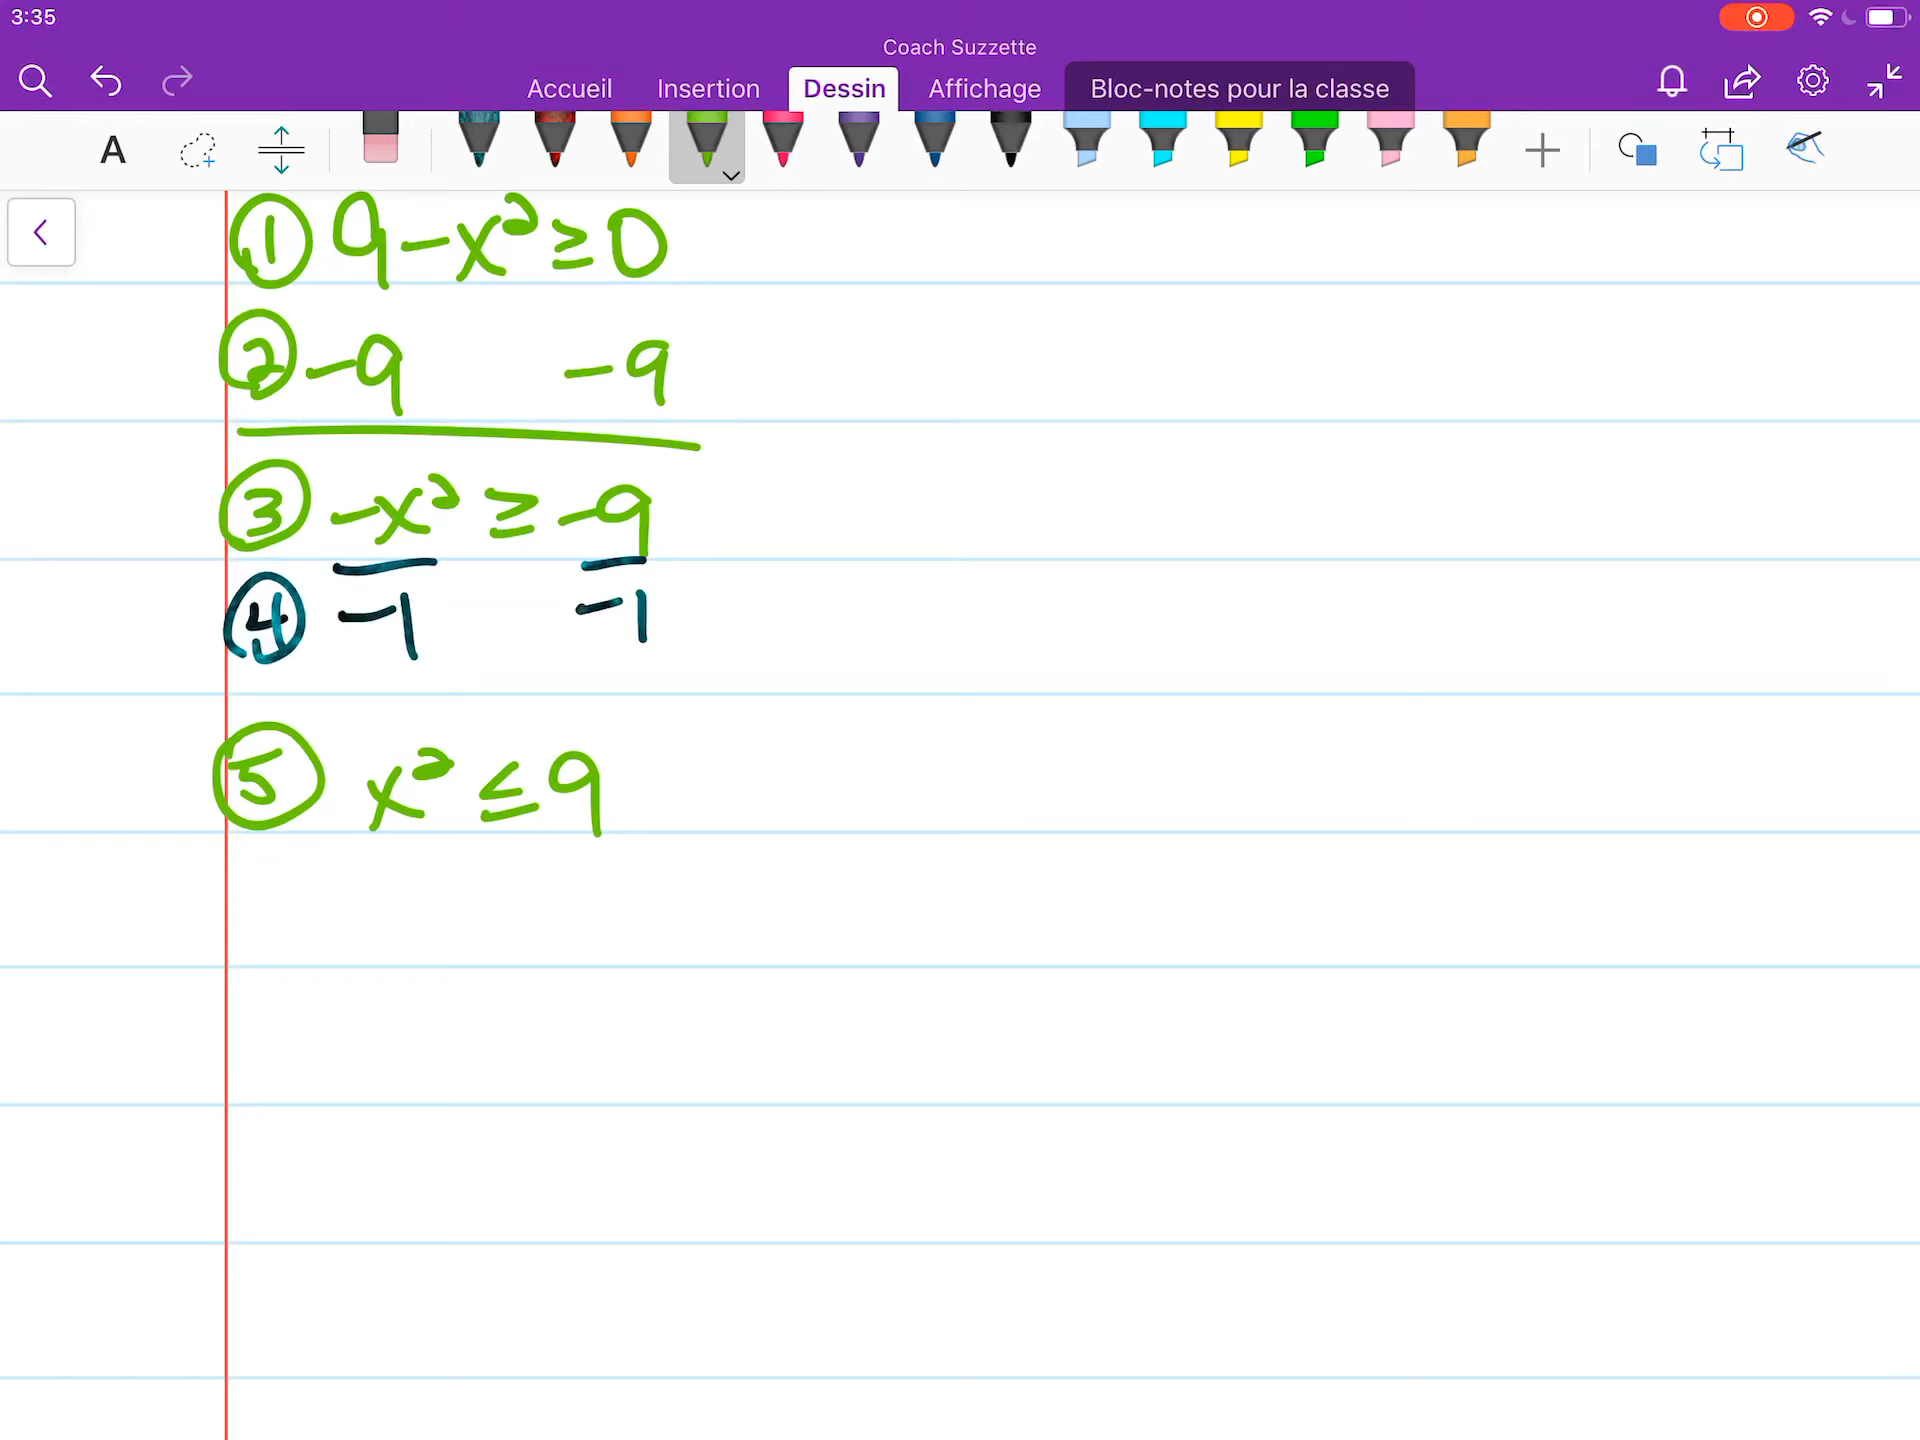 3:35
Coach Suzzette
Accueil Insertion Dessin Affichage Bloc-notes pour la classe
A
① 9-x²≥0
② -9 -9
③ -x² ≥ -9
④ -1 -1
⑤ x² ≤ 9